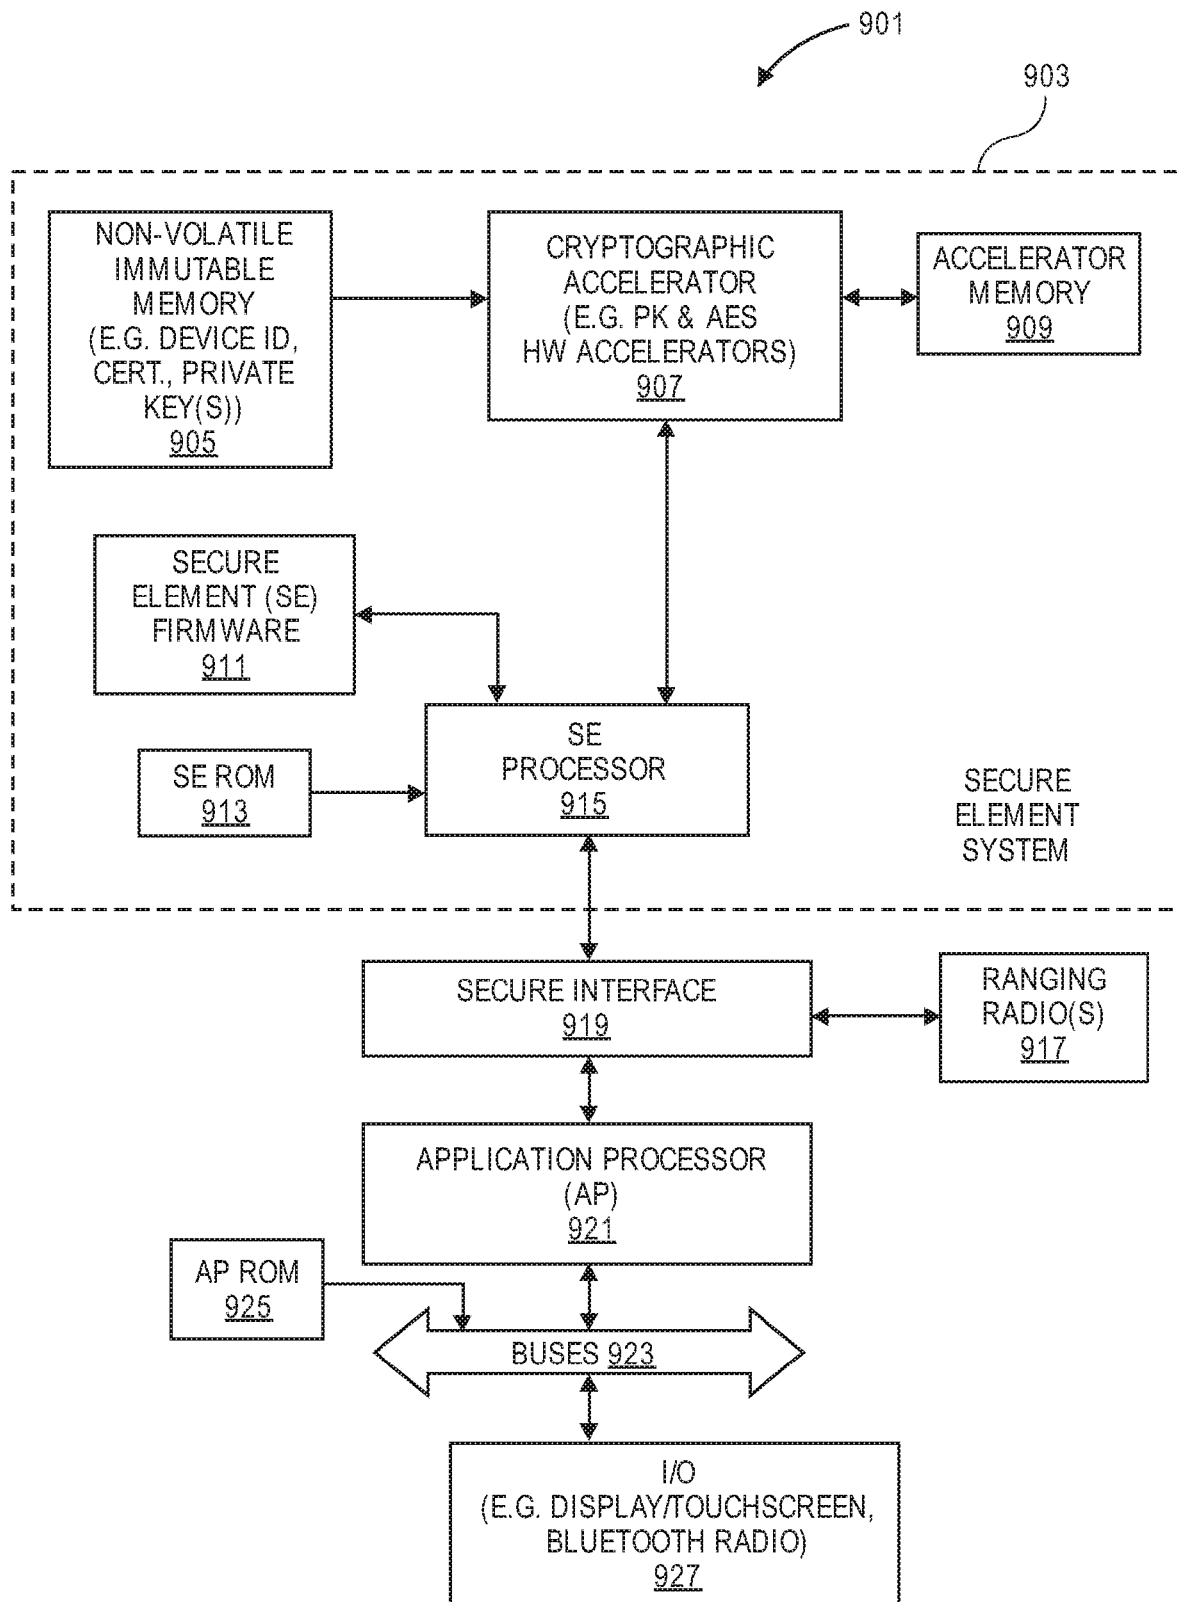 901
903
NON-VOLATILE
IMMUTABLE
MEMORY
(E.G. DEVICE ID,
CERT., PRIVATE
KEY(S))
905
CRYPTOGRAPHIC
ACCELERATOR
(E.G. PK & AES
HW ACCELERATORS)
907
ACCELERATOR
MEMORY
909
SECURE
ELEMENT (SE)
FIRMWARE
911
SE ROM
913
SE
PROCESSOR
915
SECURE
ELEMENT
SYSTEM
SECURE INTERFACE
919
RANGING
RADIO(S)
917
APPLICATION PROCESSOR
(AP)
921
AP ROM
925
BUSES 923
I/O
(E.G. DISPLAY/TOUCHSCREEN,
BLUETOOTH RADIO)
927